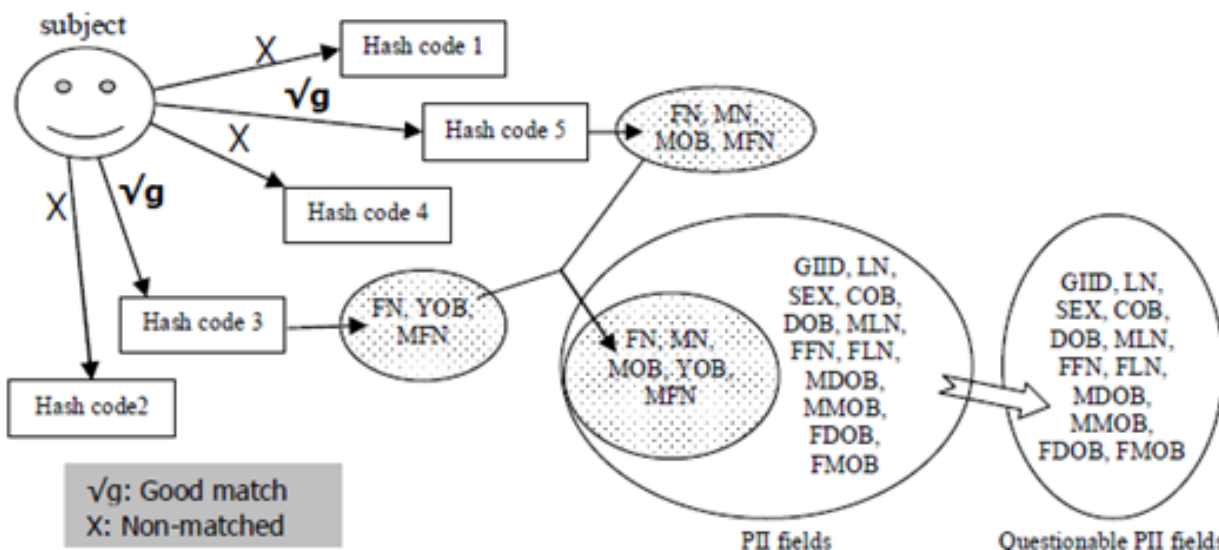 subject
X
Hash code 1
√g
Hash code 5
FN, MN,
MOB, MFN
X
Hash code 4
X
√g
Hash code 3
FN, YOB,
MFN
Hash code2
FN, MN,
MOB, YOB,
MFN
GIID, LN,
SEX, COB,
DOB, MLN,
FFN, FLN,
MDOB,
MMOB,
FDOB,
FMOB
PII fields
GIID, LN,
SEX, COB,
DOB, MLN,
FFN, FLN,
MDOB,
MMOB,
FDOB, FMOB
Questionable PII fields
√g: Good match
X: Non-matched